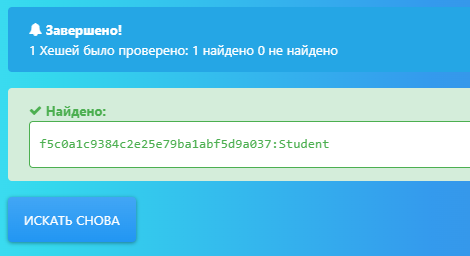 Завершено!
1 Хешей было проверено: 1 найдено 0 не найдено
Найдено:
f5c0a1c9384c2e25e79ba1abf5d9a037:Student
ИСКАТЬ СНОВА